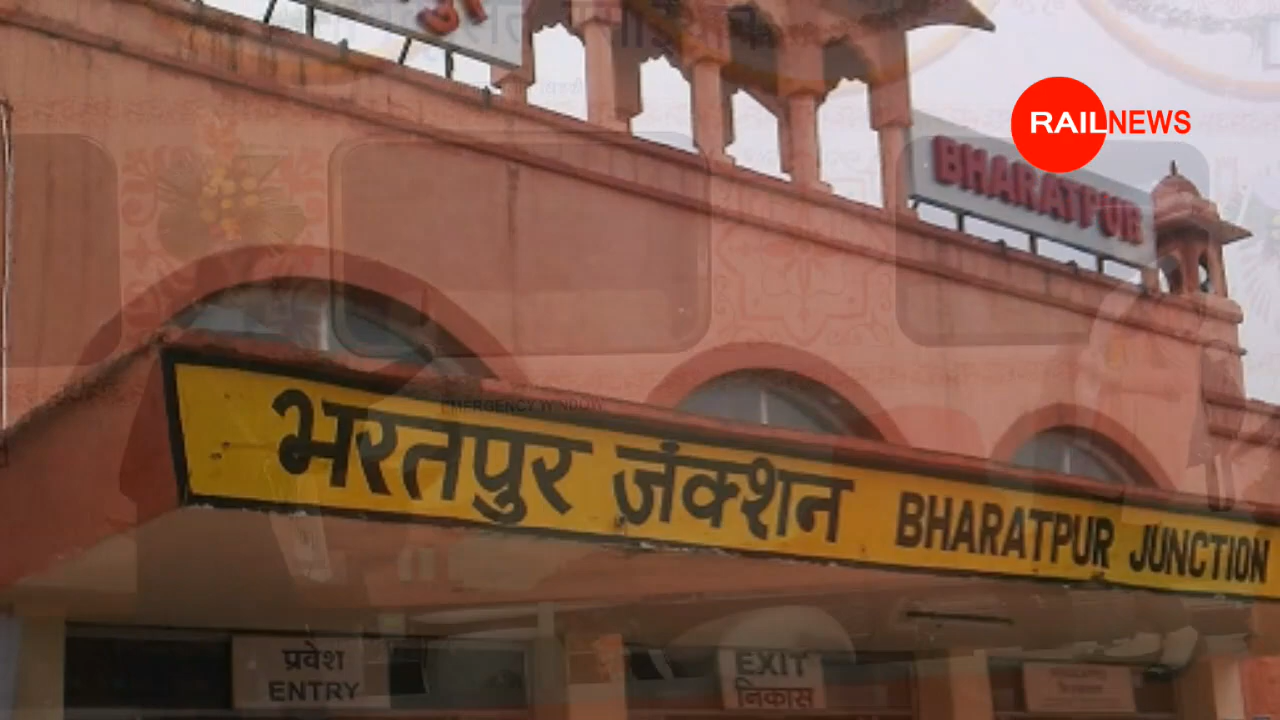 RAILNEWS
BHARATPUR
EMERGENCY WINDOW
भरतपुर जंक्शन BHARATPUR JUNCTION
प्रवेश
ENTRY
EXIT
निकास